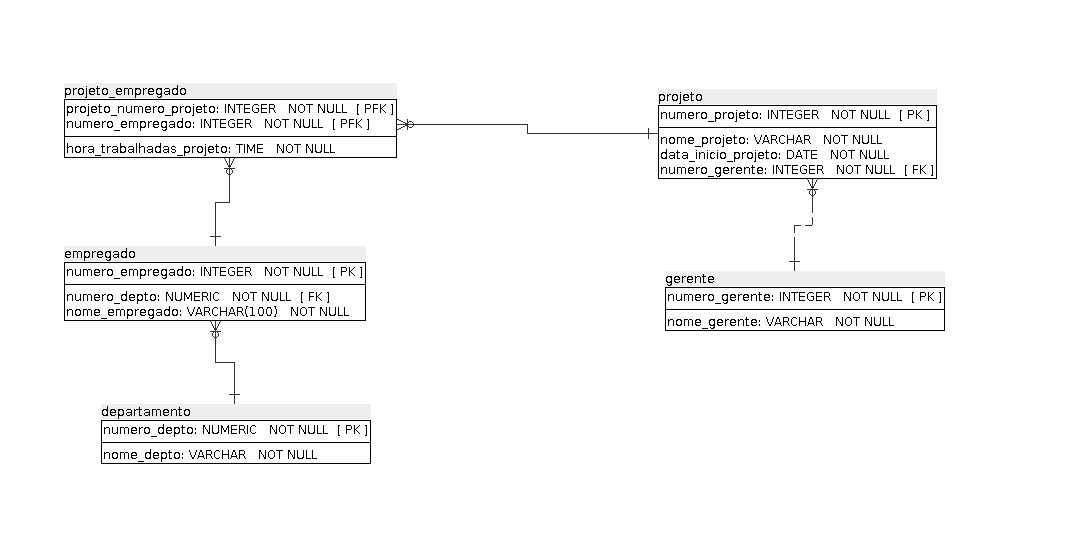 projeto_empregado
projeto_numero_projeto: INTEGER NOT NULL [ PFK ]
numero_empregado: INTEGER NOT NULL [ PFK ]
hora_trabalhadas_projeto: TIME NOT NULL
projeto
numero_projeto: INTEGER NOT NULL [ PK ]
nome_projeto: VARCHAR NOT NULL
data_inicio_projeto: DATE NOT NULL
numero_gerente: INTEGER NOT NULL [ FK ]
empregado
numero_empregado: INTEGER NOT NULL [ PK ]
numero_depto: NUMERIC NOT NULL [ FK ]
nome_empregado: VARCHAR(100) NOT NULL
gerente
numero_gerente: INTEGER NOT NULL [ PK ]
nome_gerente: VARCHAR NOT NULL
departamento
numero_depto: NUMERIC NOT NULL [ PK ]
nome_depto: VARCHAR NOT NULL